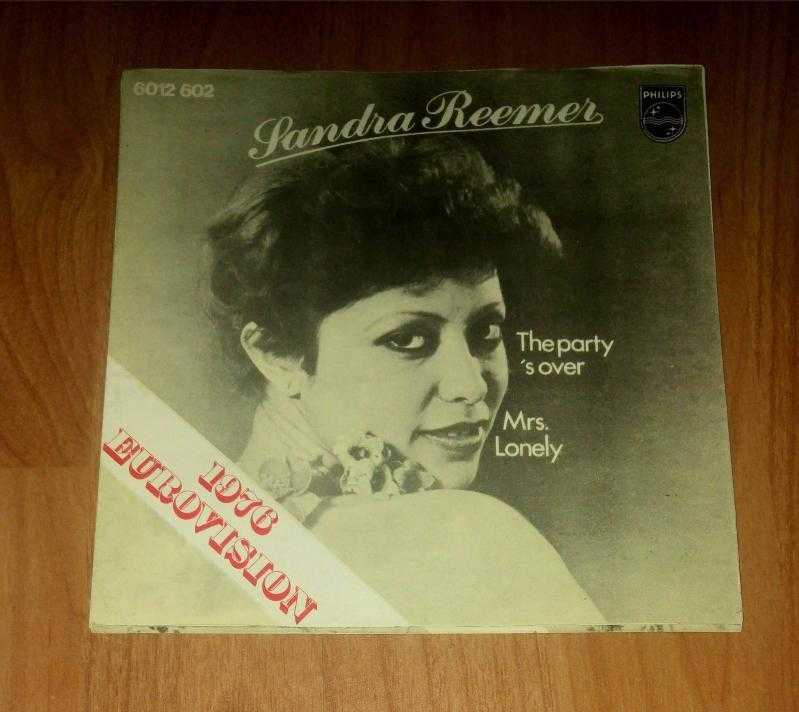 6012 602
Sandra Reemer
PHILIPS
The party
's over
Mrs.
Lonely
1976
EUROVISION